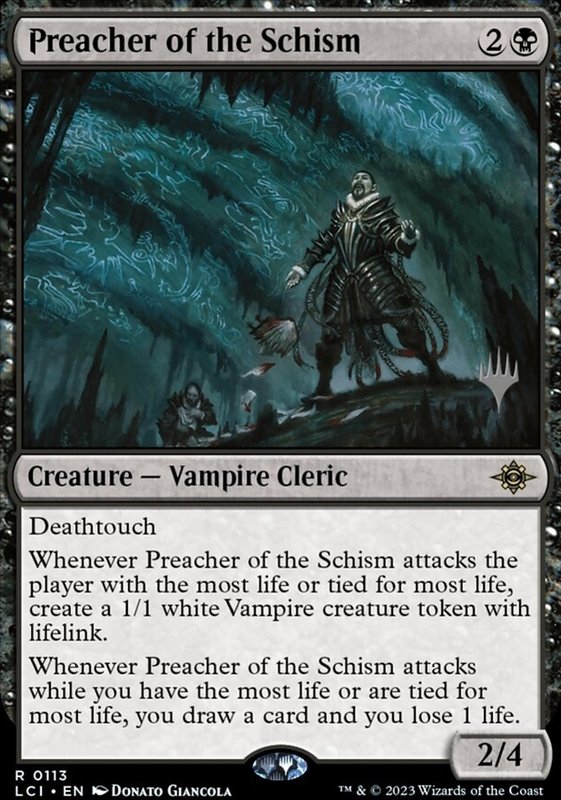 Preacher of the Schism 2
Creature — Vampire Cleric
Deathtouch
Whenever Preacher of the Schism attacks the
player with the most life or tied for most life,
create a 1/1 white Vampire creature token with
lifelink.
Whenever Preacher of the Schism attacks
while you have the most life or are tied for
most life, you draw a card and you lose 1 life.
2/4
R 0113
LCI • EN Donato Giancola
™ & © 2023 Wizards of the Coast